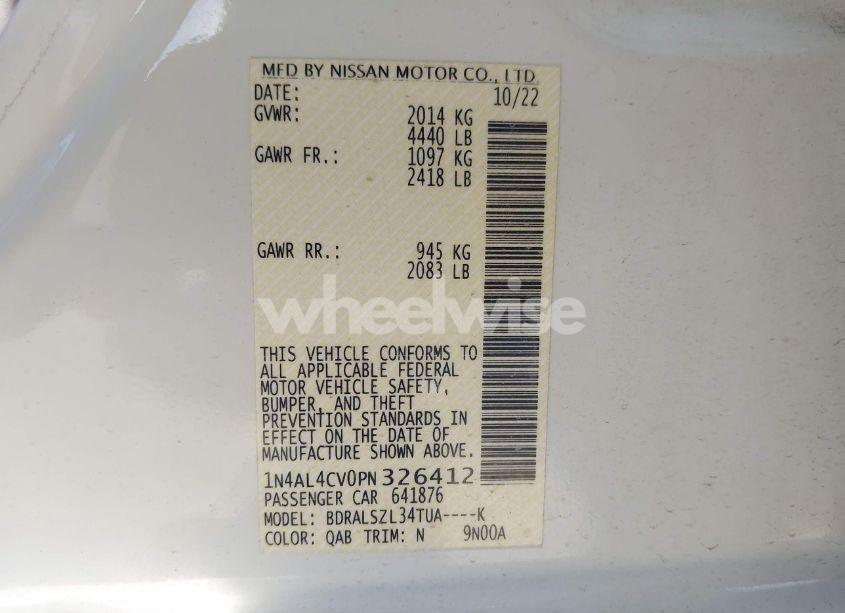 MFD BY NISSAN MOTOR CO., LTD.
DATE: 10/22
GVWR: 2014 KG
4440 LB
GAWR FR.: 1097 KG
2418 LB
GAWR RR.: 945 KG
2083 LB
wheelwise
THIS VEHICLE CONFORMS TO
ALL APPLICABLE FEDERAL
MOTOR VEHICLE SAFETY,
BUMPER, AND THEFT
PREVENTION STANDARDS IN
EFFECT ON THE DATE OF
MANUFACTURE SHOWN ABOVE.
1N4AL4CV0PN326412
PASSENGER CAR 641876
MODEL: BDRALSZL34TUA----K
COLOR: QAB TRIM: N 9N00A